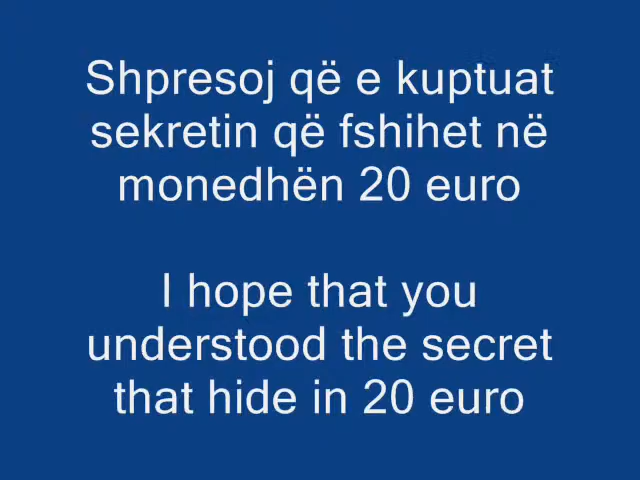 Shpresoj që e kuptuat
sekretin që fshihet në
monedhën 20 euro
I hope that you
understood the secret
that hide in 20 euro